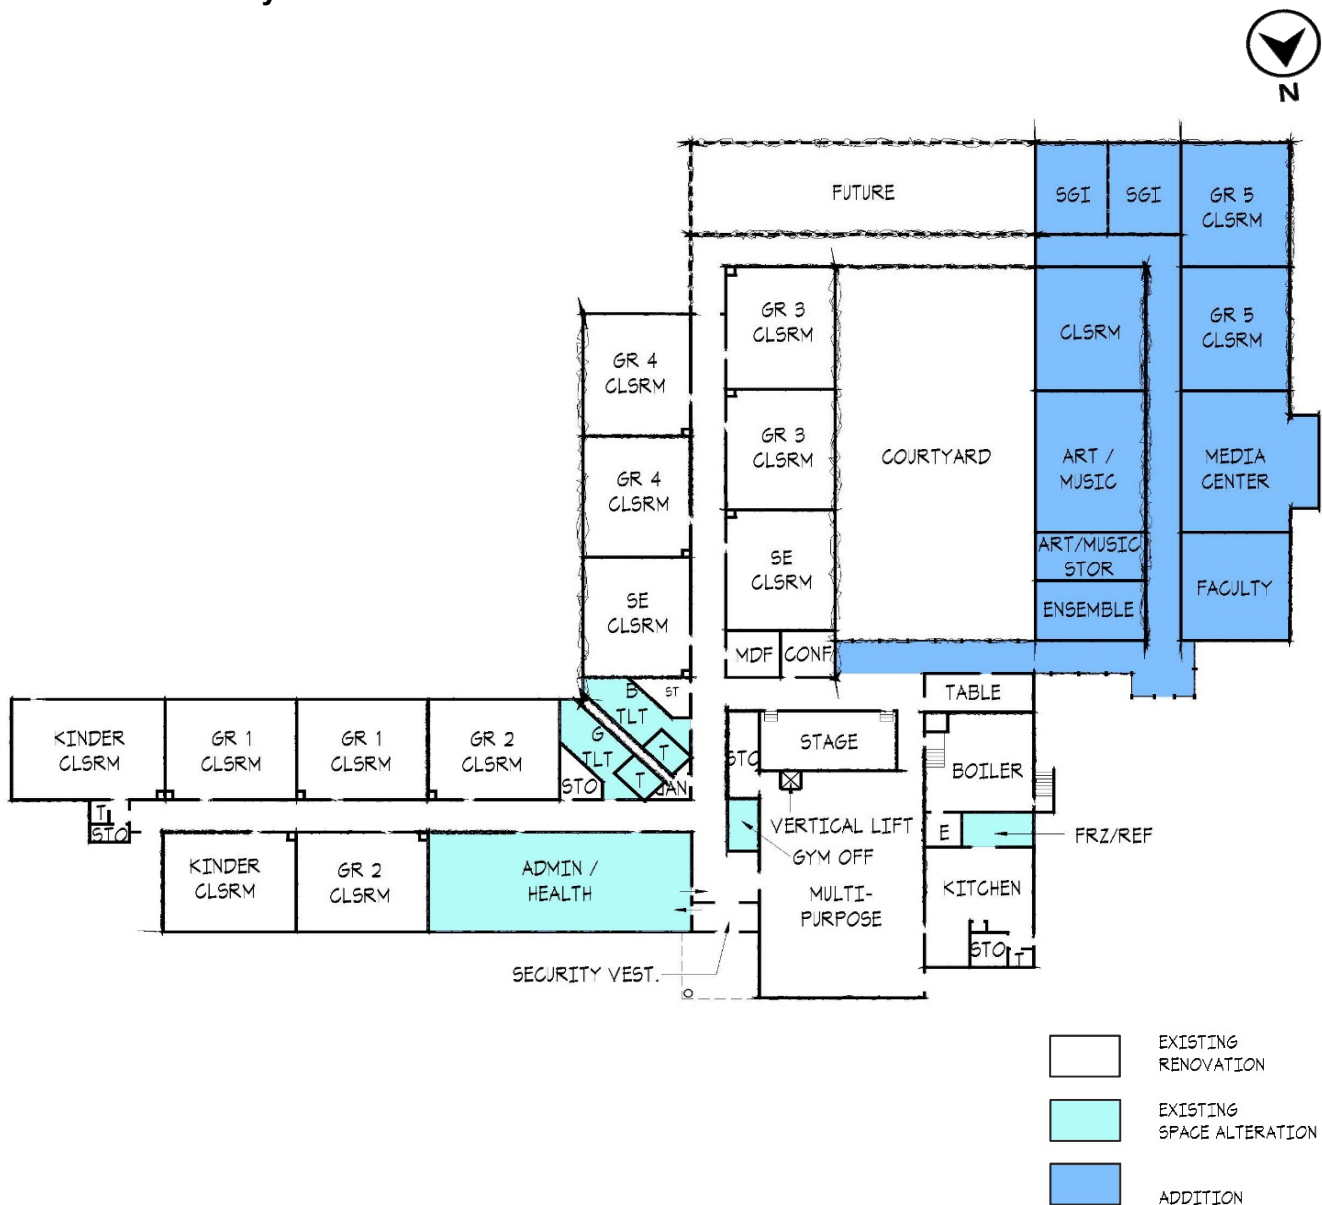 N
FUTURE
SGI
SGI
GR 5
CLSRM
GR 3
CLSRM
CLSRM
GR 5
CLSRM
GR 4
CLSRM
GR 3
CLSRM
COURTYARD
ART /
MUSIC
MEDIA
CENTER
GR 4
CLSRM
SE
CLSRM
ART/MUSIC
STOR
SE
CLSRM
ENSEMBLE
FACULTY
MDF
CONF
B
TLT
ST
TABLE
KINDER
CLSRM
GR 1
CLSRM
GR 1
CLSRM
GR 2
CLSRM
G
TLT
T
T
STO
JAN
STO
STAGE
BOILER
T
STO
VERTICAL LIFT
E
FRZ/REF
GYM OFF
KINDER
CLSRM
GR 2
CLSRM
ADMIN /
HEALTH
MULTI-
PURPOSE
KITCHEN
STO
T
SECURITY VEST.
EXISTING
RENOVATION
EXISTING
SPACE ALTERATION
ADDITION